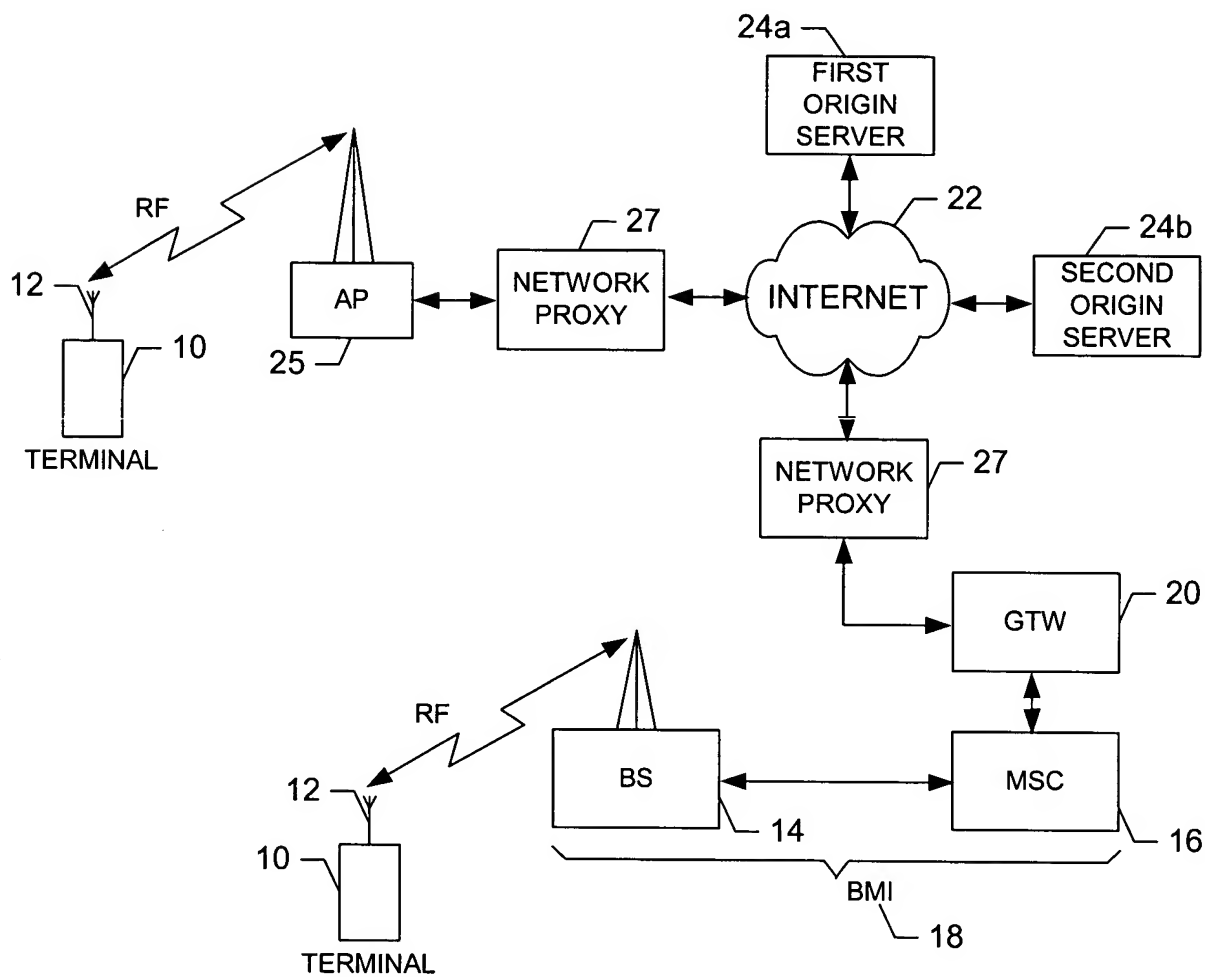 24a
FIRST
ORIGIN
SERVER
RF
27
22
24b
12
AP
NETWORK
PROXY
INTERNET
SECOND
ORIGIN
SERVER
10
25
TERMINAL
NETWORK
PROXY
27
GTW
20
RF
12
BS
MSC
14
16
10
BMI
18
TERMINAL